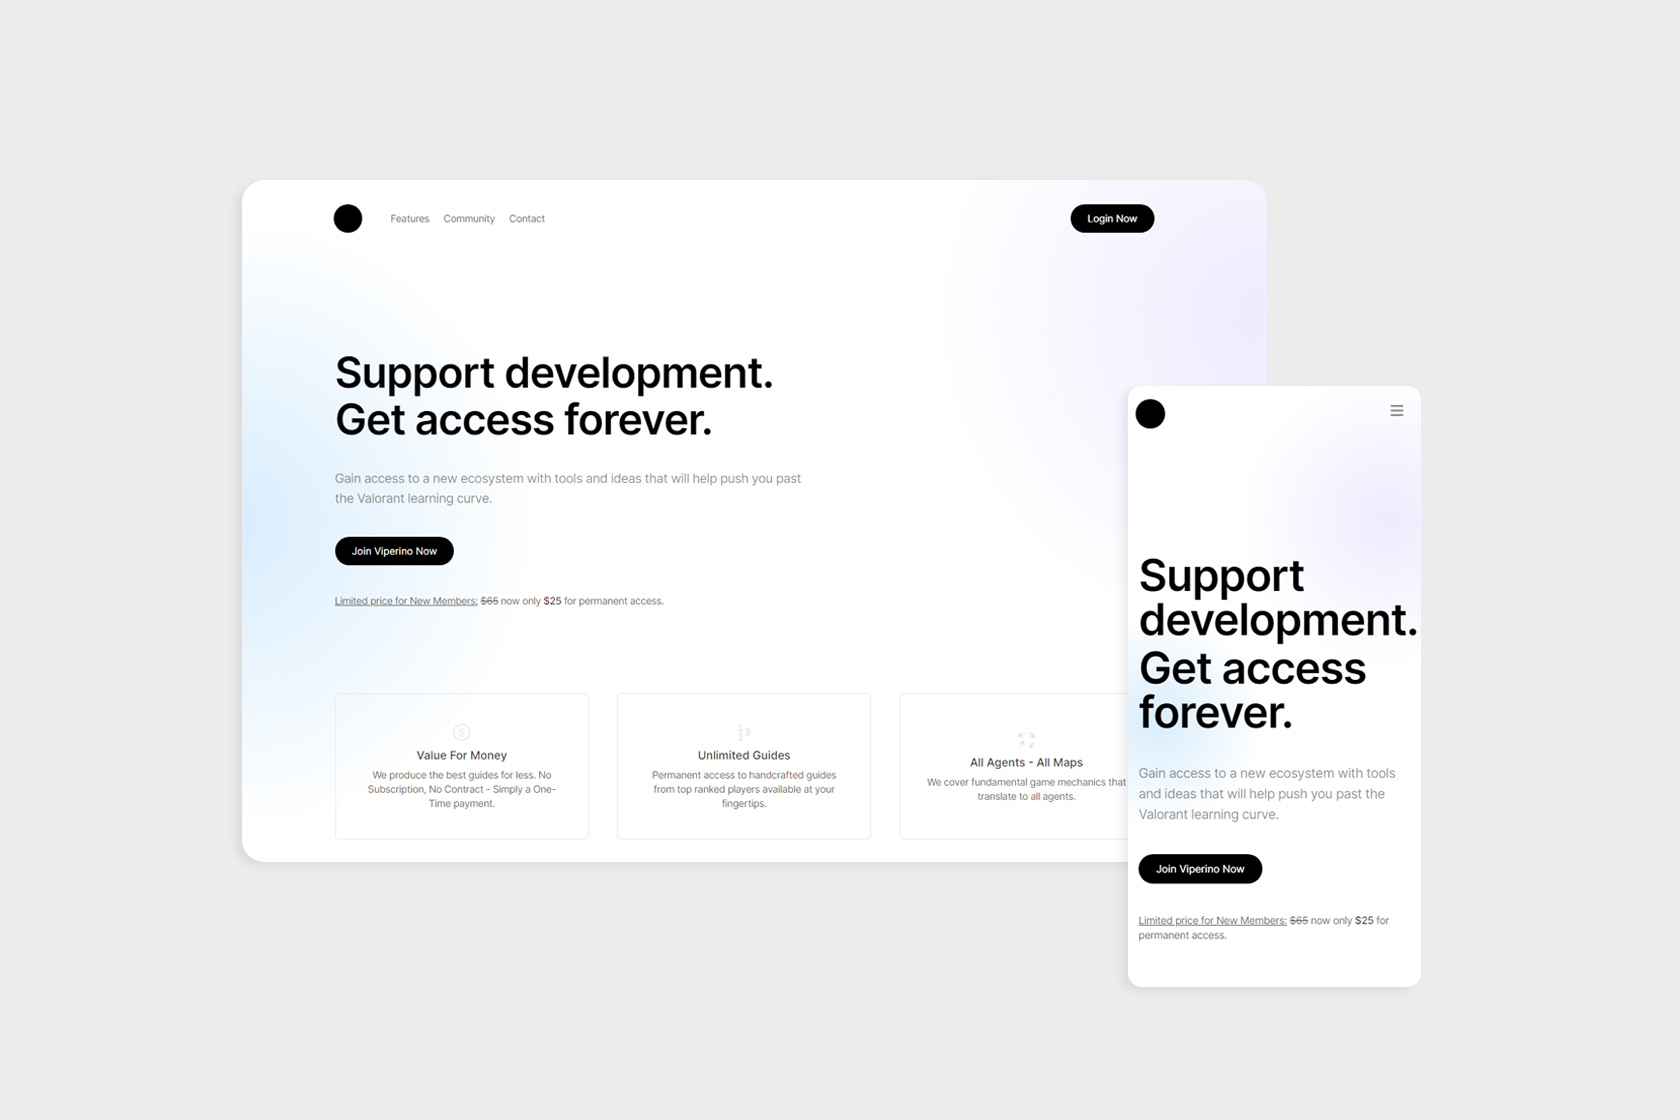 Features Community Contact
Login Now
Support development.
Get access forever.
Gain access to a new ecosystem with tools and ideas that will help push you past
the Valorant learning curve.
Join Viperino Now
Limited price for New Members: $65 now only $25 for permanent access.
Value For Money
We produce the best guides for less. No
Subscription, No Contract - Simply a One-
Time payment.
Unlimited Guides
Permanent access to handcrafted guides
from top ranked players available at your
fingertips.
All Agents - All Maps
We cover fundamental game mechanics that
translate to all agents.
Support
development.
Get access
forever.
Gain access to a new ecosystem with tools
and ideas that will help push you past the
Valorant learning curve.
Join Viperino Now
Limited price for New Members: $65 now only $25 for
permanent access.